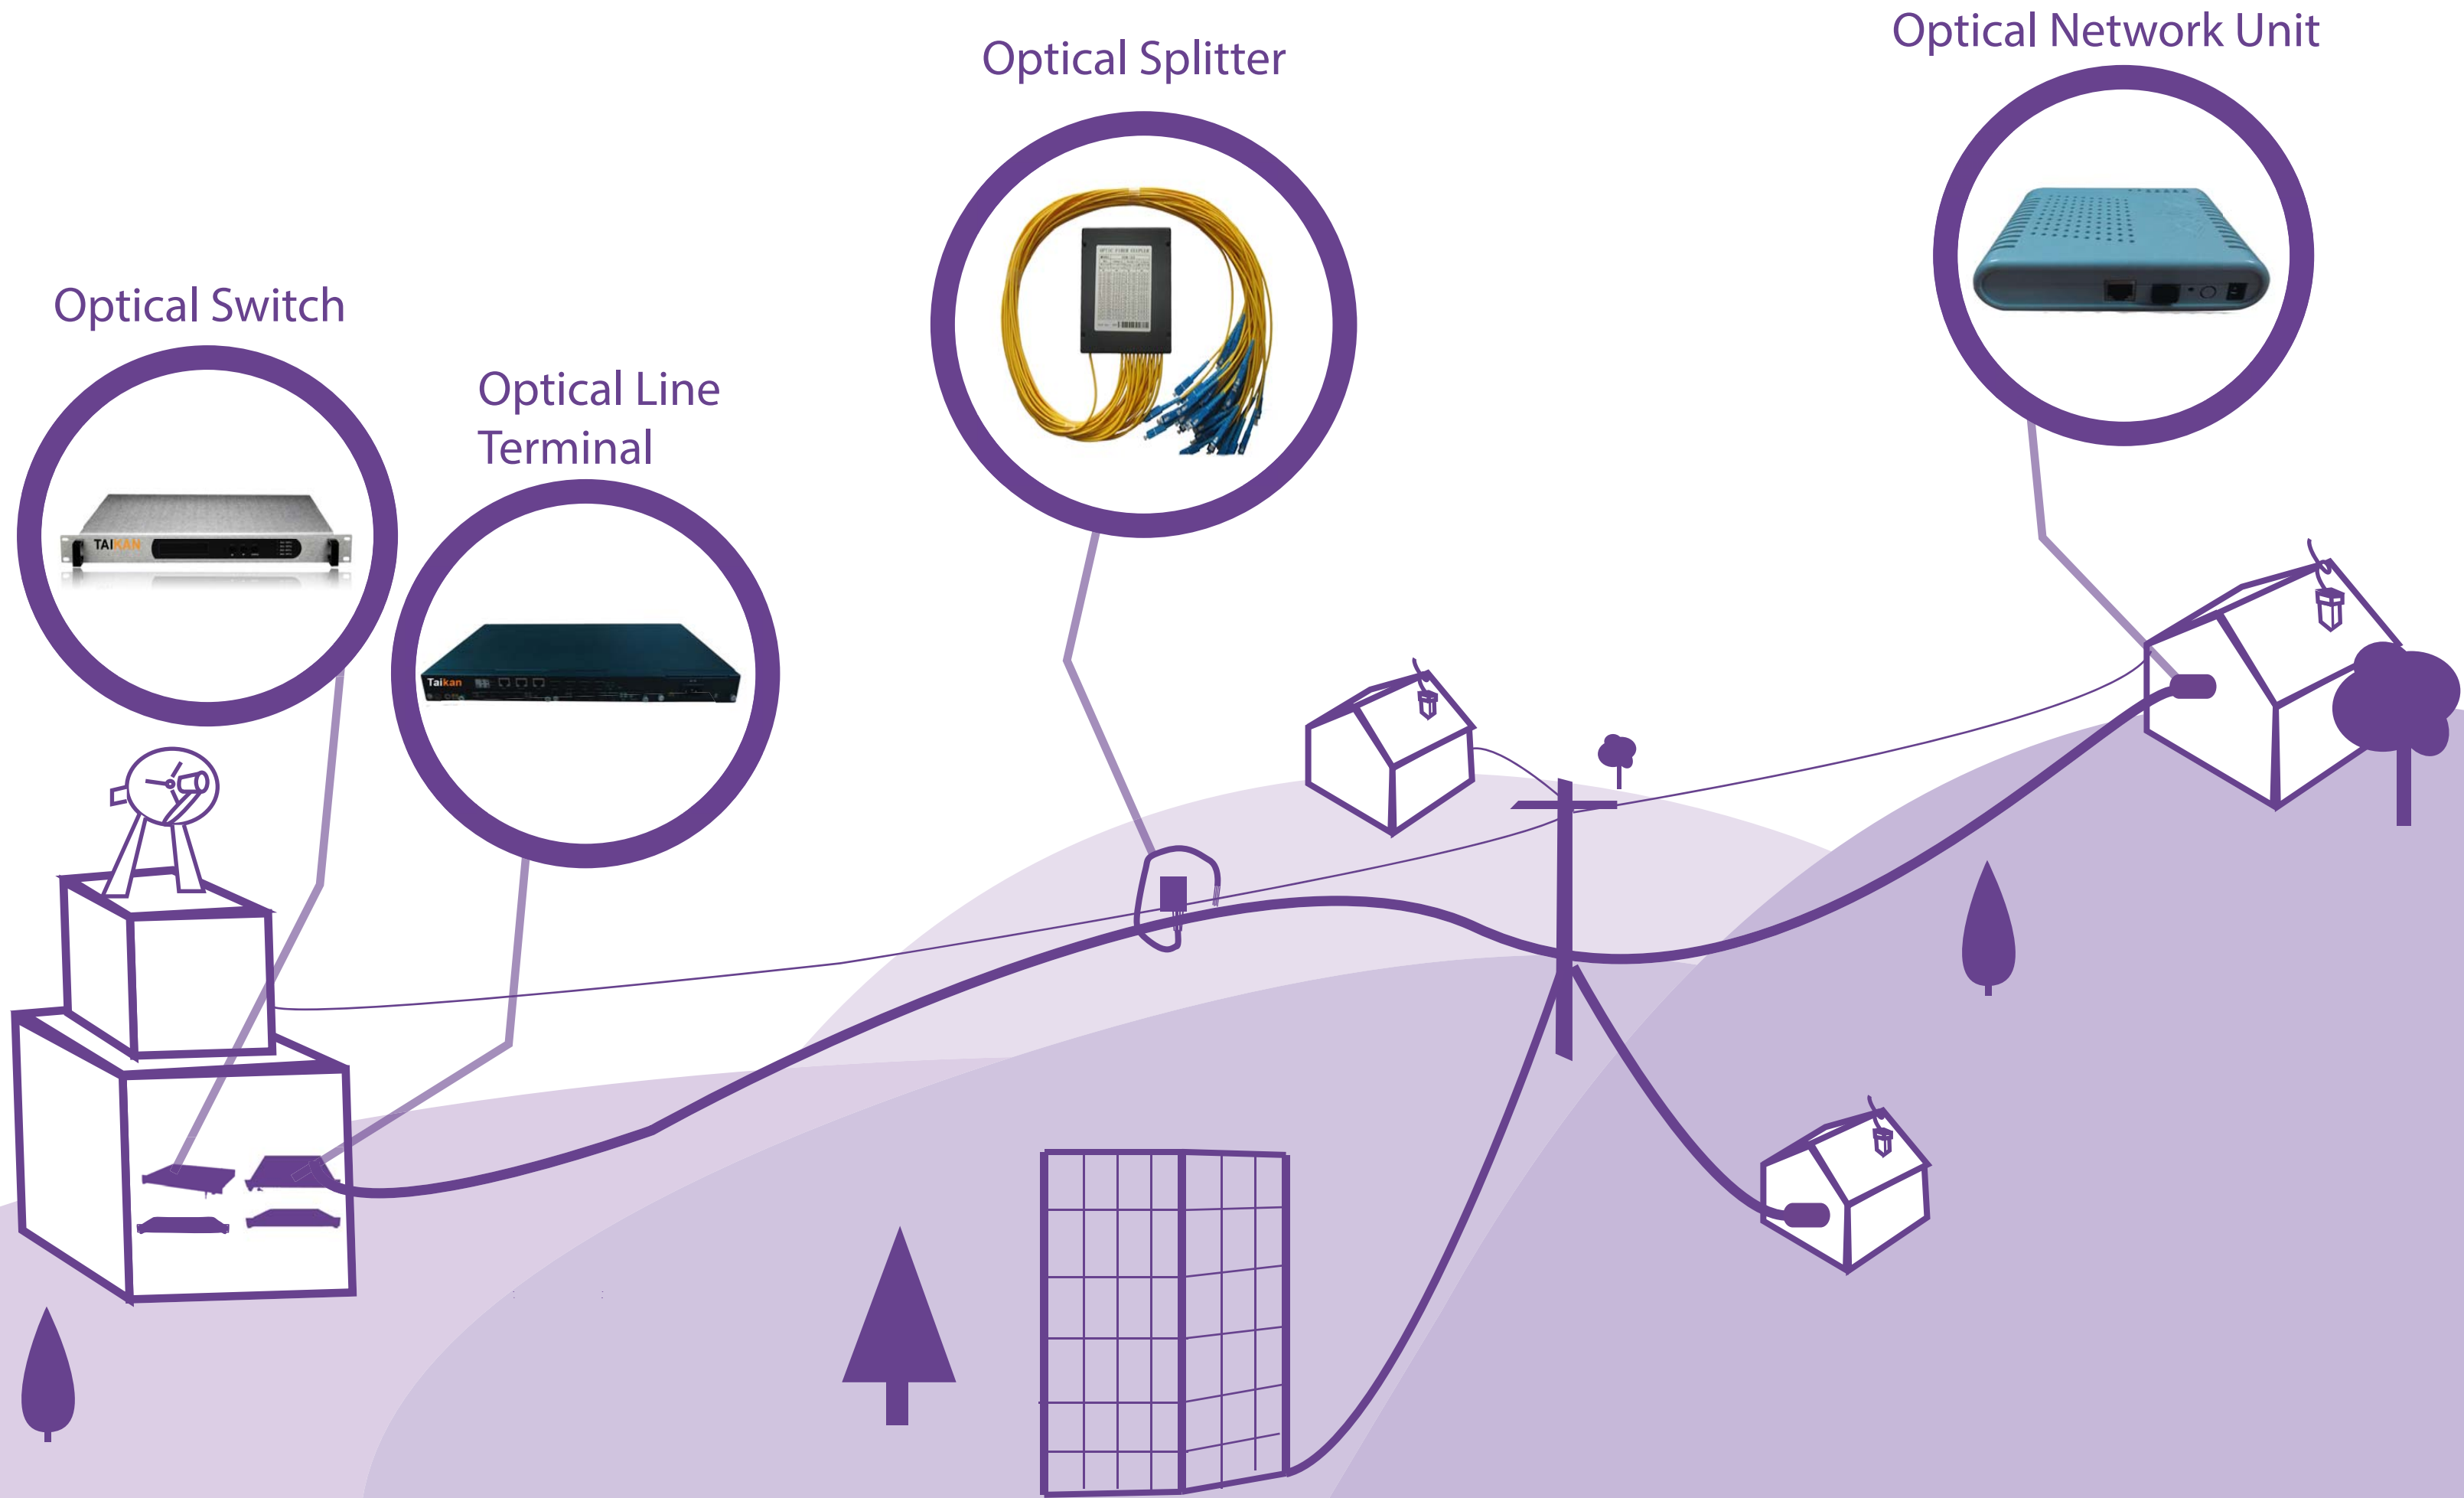 Optical Network Unit
Optical Splitter
Optical Switch
Optical Line
Terminal
TAIKAN
Taikan